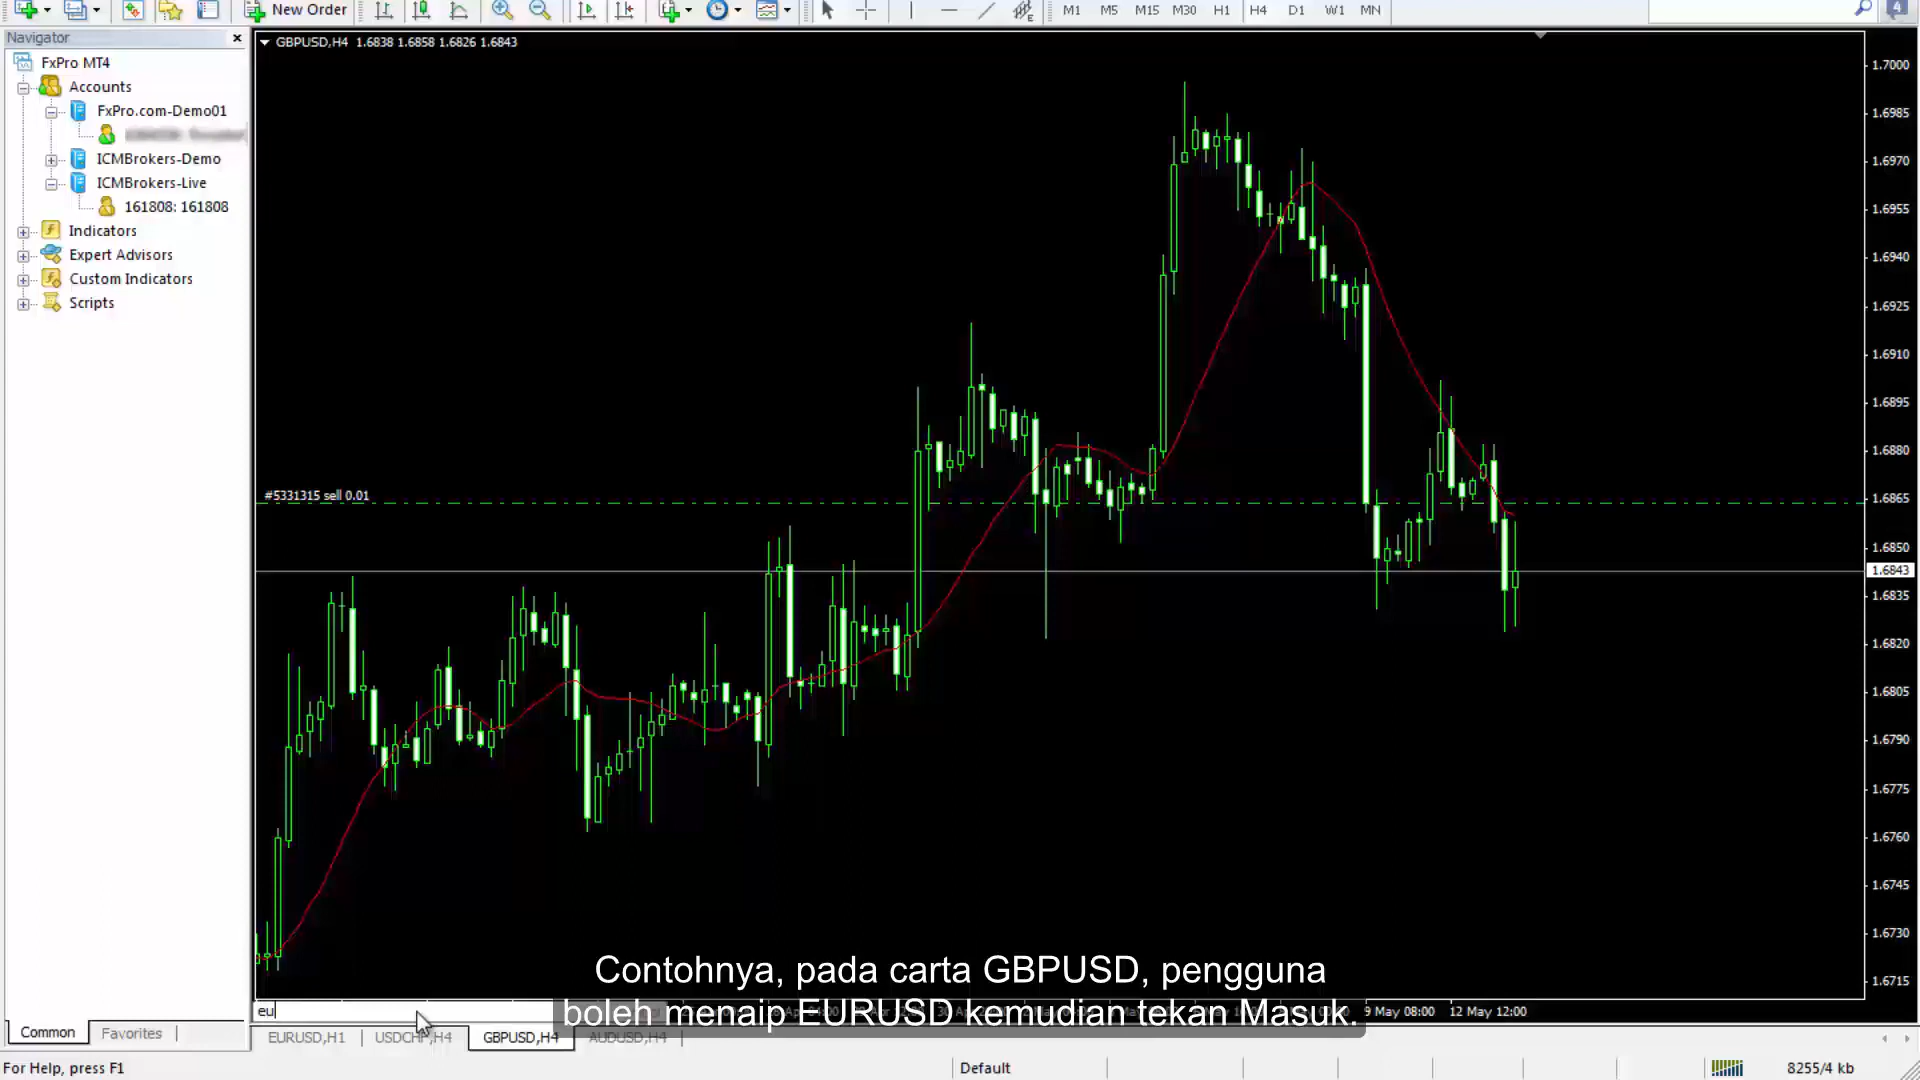 New Order
M1 M5 M15 M30 H1 H4 D1 W1 MN
4
Navigator
FxPro MT4
Accounts
FxPro.com-Demo01
ICMBrokers-Demo
ICMBrokers-Live
161808: 161808
Indicators
Expert Advisors
Custom Indicators
Scripts
Common
Favorites
GBPUSD,H4 1.6838 1.6858 1.6826 1.6843
#5331315 sell 0.01
1.7000
1.6985
1.6970
1.6955
1.6940
1.6925
1.6910
1.6895
1.6880
1.6865
1.6850
1.6843
1.6835
1.6820
1.6805
1.6790
1.6775
1.6760
1.6745
1.6730
1.6715
Contohnya, pada carta GBPUSD, pengguna
boleh menaip EURUSD kemudian tekan Masuk.
eu
9 May 08:00 12 May 12:00
EURUSD,H1 USDCHF,H4 GBPUSD,H4 AUDUSD,H4
For Help, press F1
Default
8255/4 kb